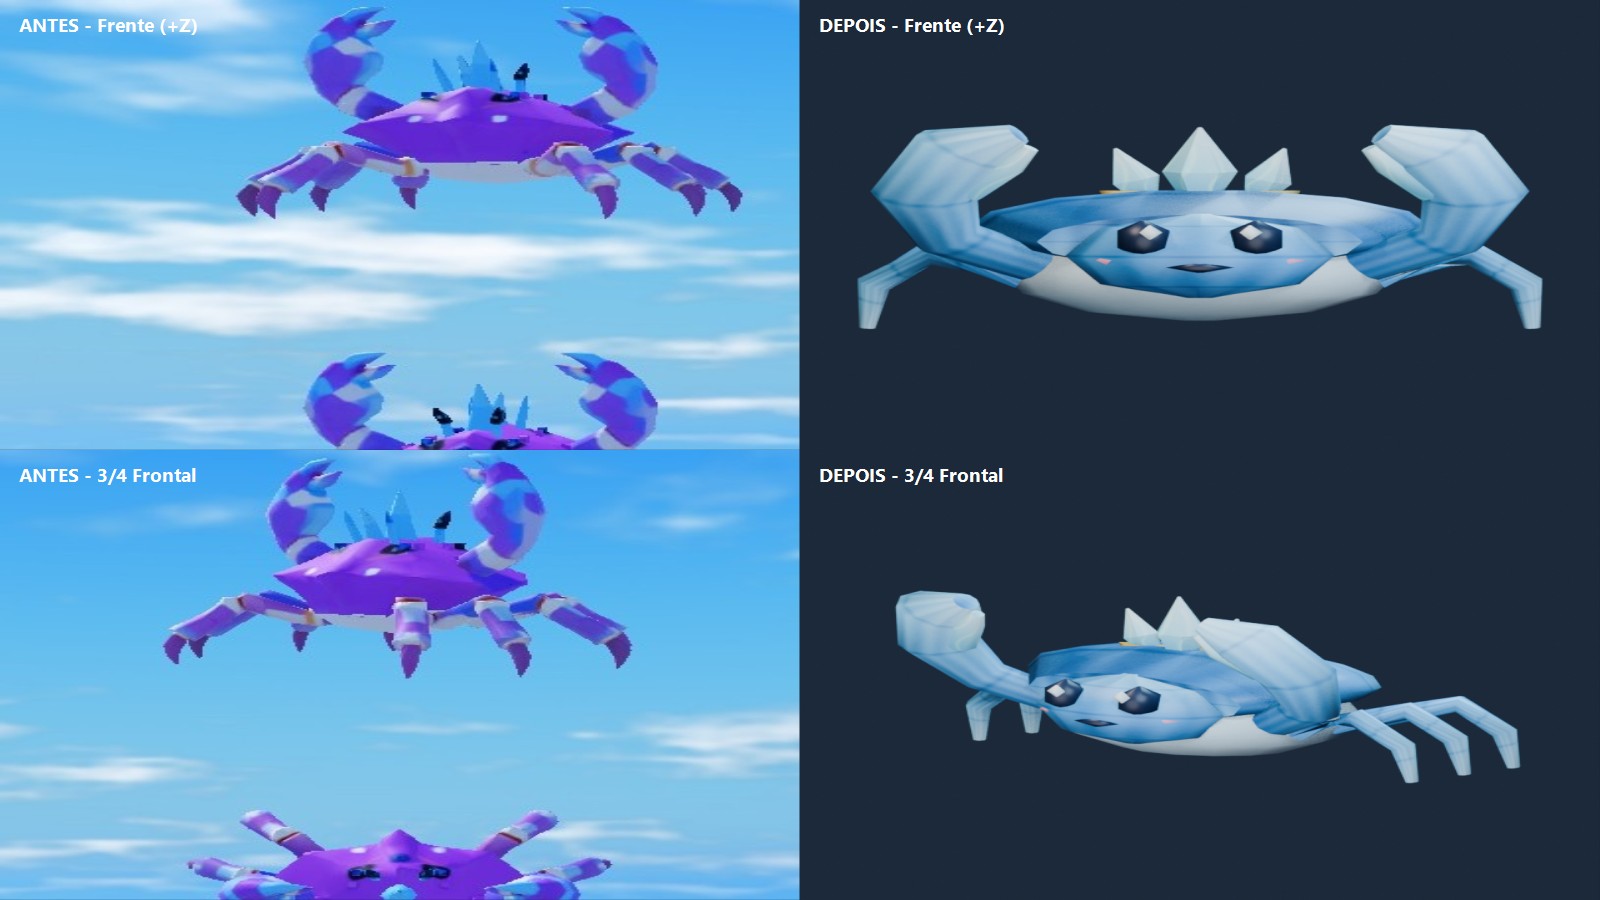 ANTES - Frente (+Z)
DEPOIS - Frente (+Z)
ANTES - 3/4 Frontal
DEPOIS - 3/4 Frontal